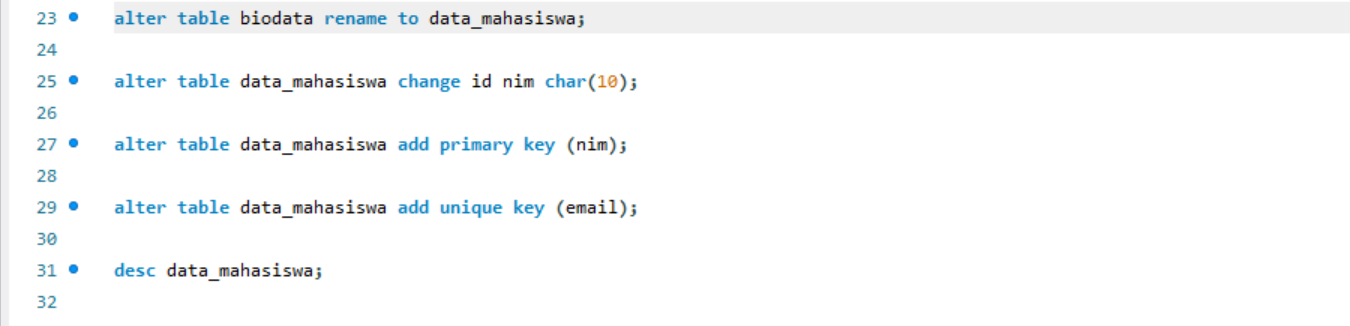 23 alter table biodata rename to data_mahasiswa;
24
25 alter table data_mahasiswa change id nim char(10);
26
27 alter table data_mahasiswa add primary key (nim);
28
29 alter table data_mahasiswa add unique key (email);
30
31 desc data_mahasiswa;
32